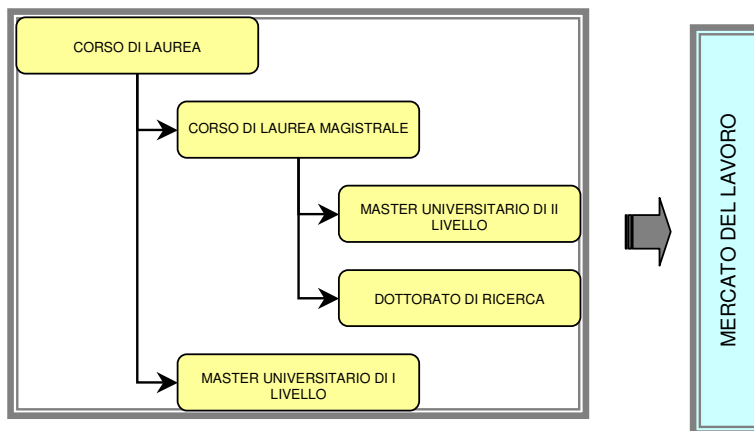 CORSO DI LAUREA
CORSO DI LAUREA MAGISTRALE
MASTER UNIVERSITARIO DI II
LIVELLO
DOTTORATO DI RICERCA
MASTER UNIVERSITARIO DI I
LIVELLO
MERCATO DEL LAVORO